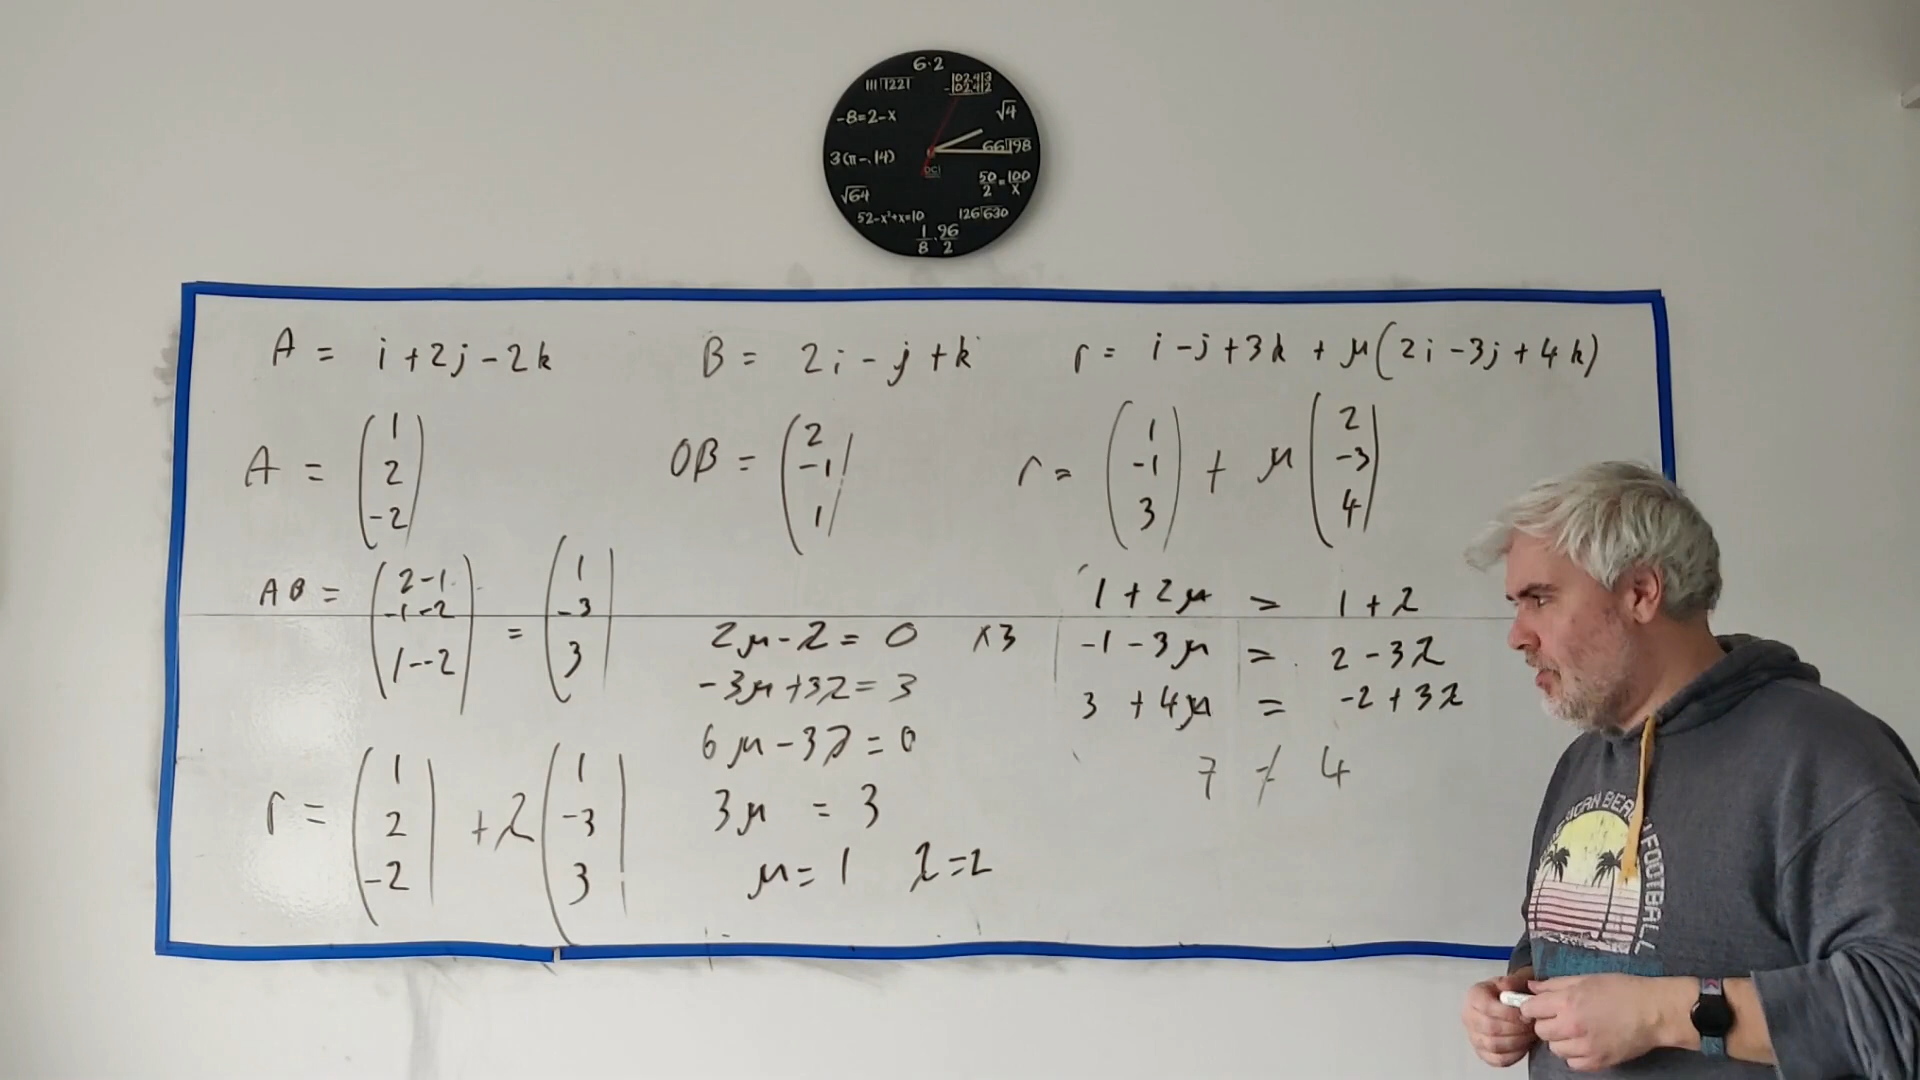 6·2
111|1221
|02.4|3
-|02.4|2
-8=2-x
√4
66|198
3(π-.14)
50/2=100/x
√64
52-x²+x=10
126|630
1/8·96/2
A = i + 2j - 2k
B = 2i - j + k
r = i - j + 3k + μ(2i - 3j + 4k)
A = (1
2
-2)
OB = (2
-1
1)
r = (1
-1
3) + μ(2
-3
4)
AB = (2-1
-1-2
1--2) = (1
-3
3)
1 + 2μ = 1 + λ
-1 - 3μ = 2 - 3λ
3 + 4μ = -2 + 3λ
7 ≠ 4
2μ - λ = 0 ×3
-3μ + 3λ = 3
6μ - 3λ = 0
3μ = 3
μ = 1 λ = 2
r = (1
2
-2) + λ(1
-3
3)
FOOTBALL